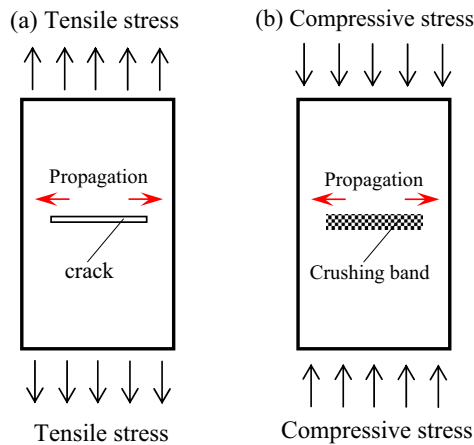 (a) Tensile stress
Propagation
crack
Tensile stress
(b) Compressive stress
Propagation
Crushing band
Compressive stress